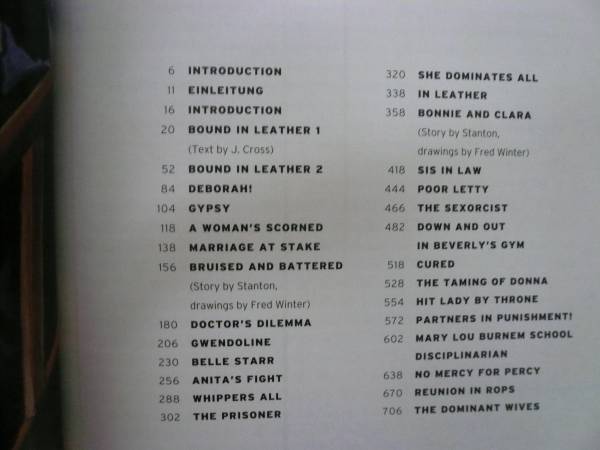 6 INTRODUCTION
11 EINLEITUNG
16 INTRODUCTION
20 BOUND IN LEATHER 1
(Text by J. Cross)
52 BOUND IN LEATHER 2
84 DEBORAH!
104 GYPSY
118 A WOMAN'S SCORNED
138 MARRIAGE AT STAKE
156 BRUISED AND BATTERED
(Story by Stanton,
drawings by Fred Winter)
180 DOCTOR'S DILEMMA
206 GWENDOLINE
230 BELLE STARR
256 ANITA'S FIGHT
288 WHIPPERS ALL
302 THE PRISONER
320 SHE DOMINATES ALL
338 IN LEATHER
358 BONNIE AND CLARA
(Story by Stanton,
drawings by Fred Winter)
418 SIS IN LAW
444 POOR LETTY
466 THE SEXORCIST
482 DOWN AND OUT
IN BEVERLY'S GYM
518 CURED
528 THE TAMING OF DONNA
554 HIT LADY BY THRONE
572 PARTNERS IN PUNISHMENT!
602 MARY LOU BURNEM SCHOOL
DISCIPLINARIAN
638 NO MERCY FOR PERCY
670 REUNION IN ROPS
706 THE DOMINANT WIVES